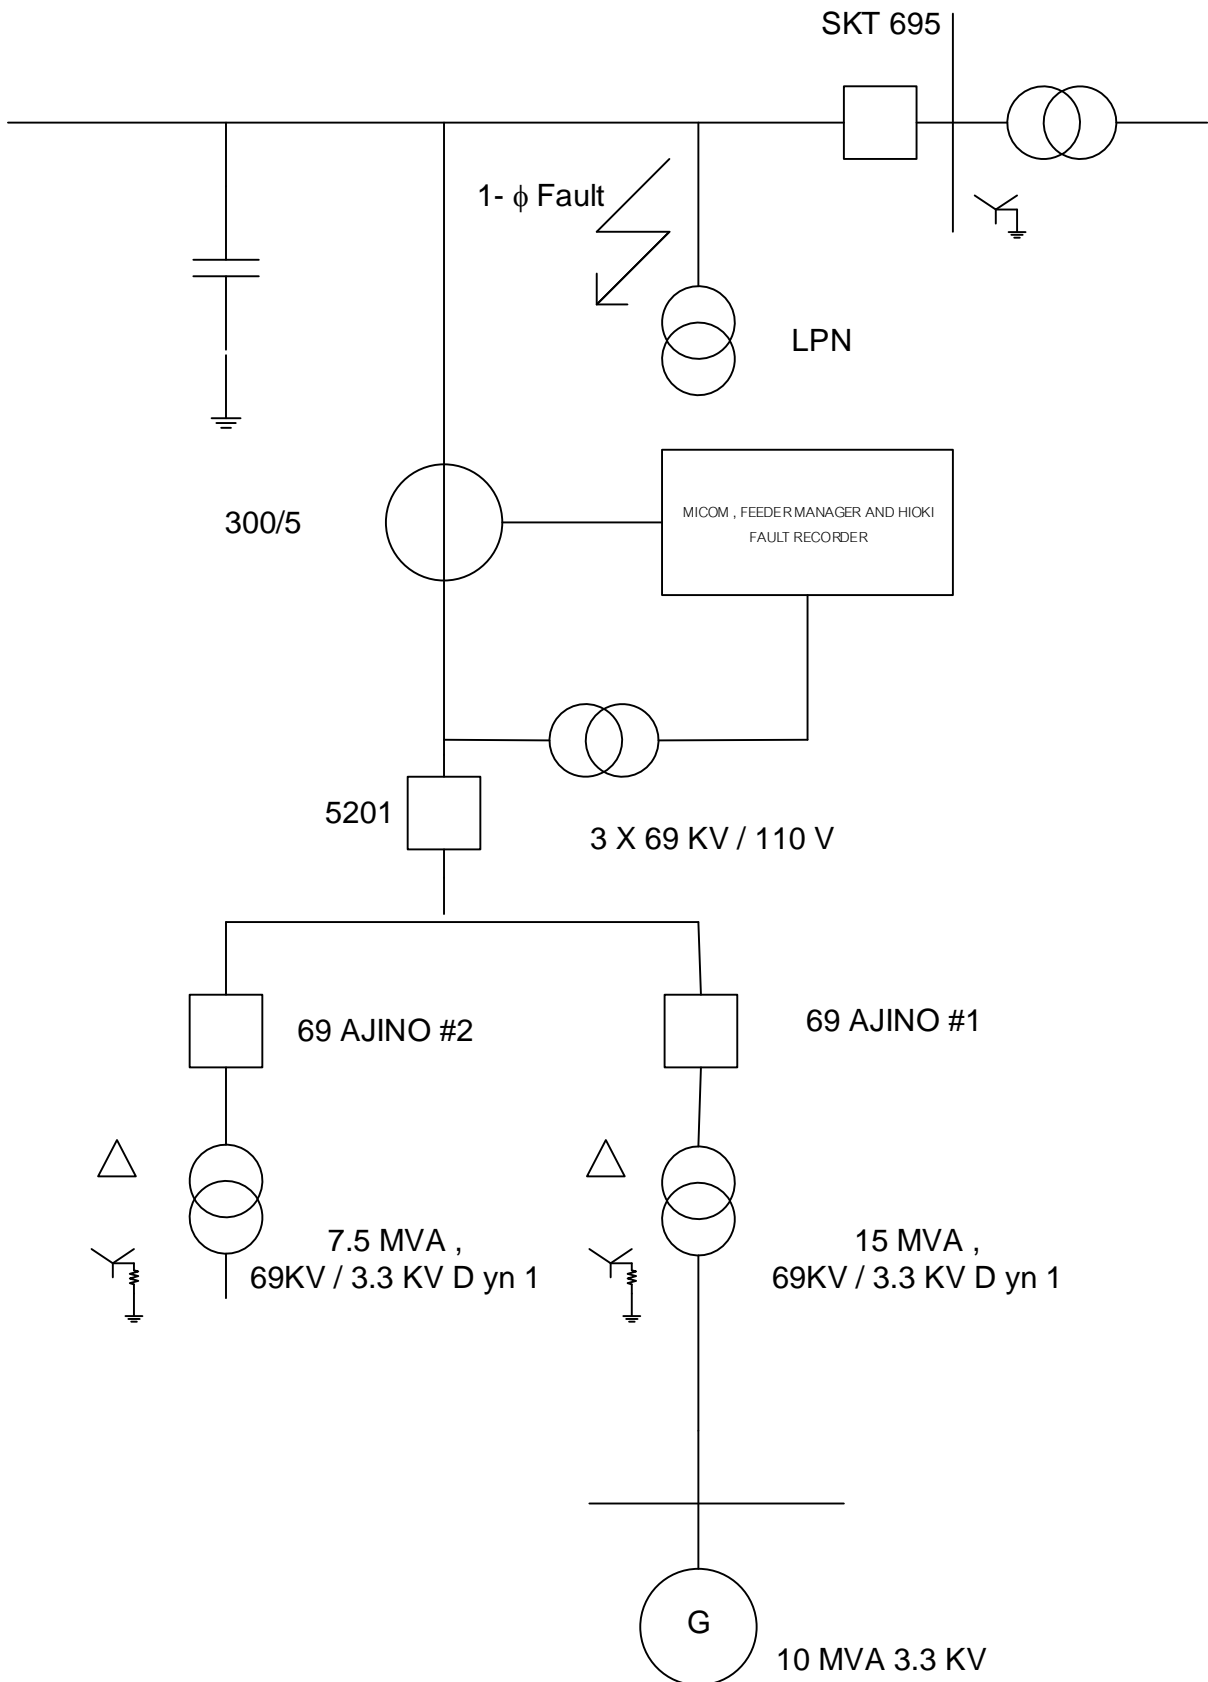 SKT 695
1- ϕ Fault
LPN
300/5
MICOM , FEEDER MANAGER AND HIOKI
FAULT RECORDER
5201
3 X 69 KV / 110 V
69 AJINO #2
69 AJINO #1
7.5 MVA ,
69KV / 3.3 KV D yn 1
15 MVA ,
69KV / 3.3 KV D yn 1
G
10 MVA 3.3 KV